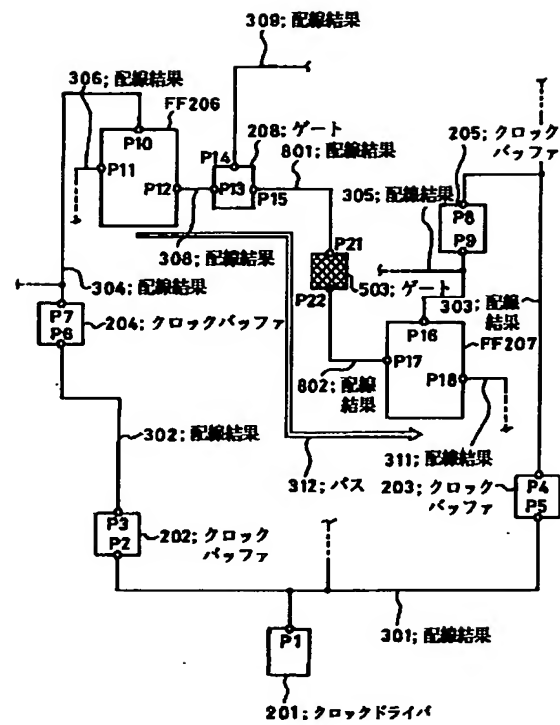 309;配線結果
306;配線結果
FF206
208;ゲート
801;配線結果
205;クロック
バッファ
P10
P14
P11
P13
P12
P15
305;配線結果
P8
P9
308;配線結果
P21
304;配線結果
503;ゲート
P22
303;配線
結果
P7
P6
204;クロックバッファ
P16
FF207
P17
P18
802;配線
結果
302;配線結果
311;配線結果
312;パス
203;クロック
バッファ
P4
P5
P3
P2
202;クロック
バッファ
P1
301;配線結果
201;クロックドライバ